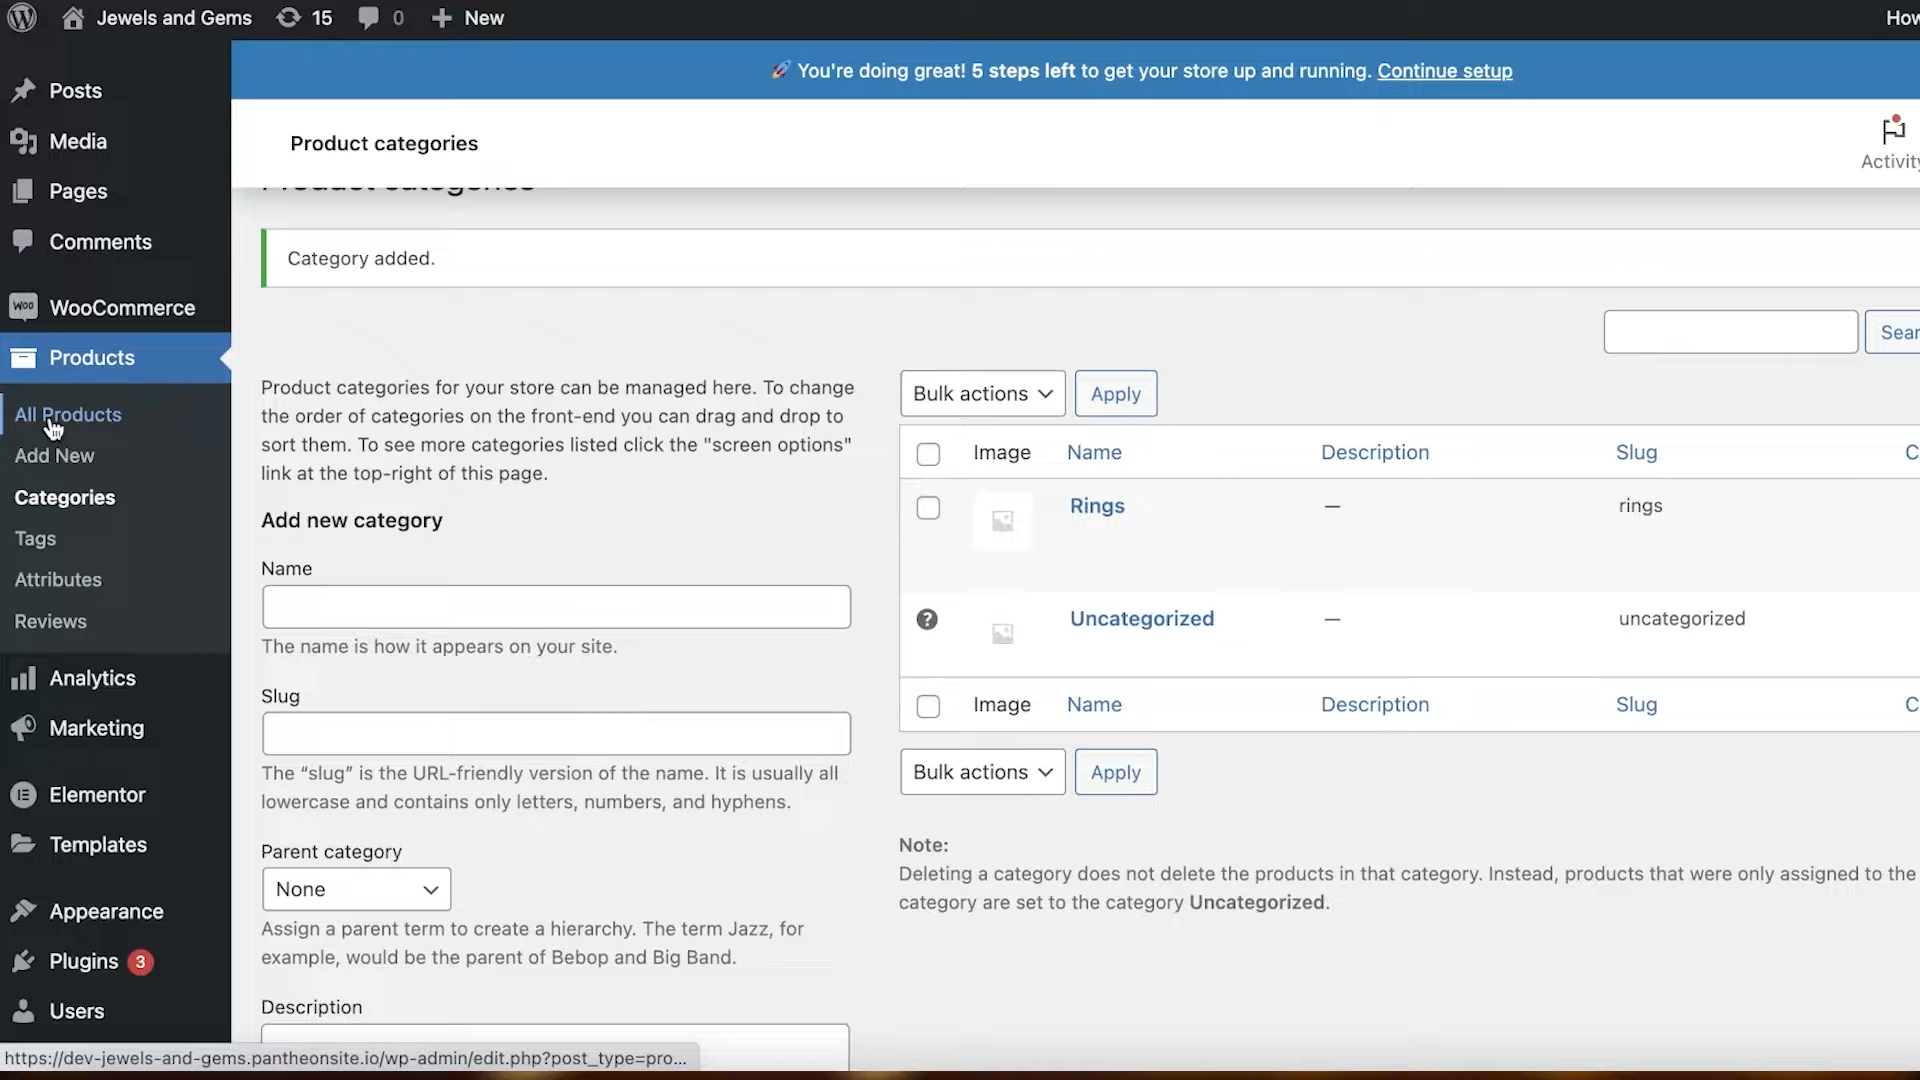 Jewels and Gems 15 0 New How
🚀 You're doing great! 5 steps left to get your store up and running. Continue setup
Posts
Media
Pages
Comments
WooCommerce
Products
All Products
Add New
Categories
Tags
Attributes
Reviews
Analytics
Marketing
Elementor
Templates
Appearance
Plugins 3
Users
Product categories
Activity
Product categories
Category added.
Sear
Product categories for your store can be managed here. To change
the order of categories on the front-end you can drag and drop to
sort them. To see more categories listed click the "screen options"
link at the top-right of this page.
Add new category
Name
The name is how it appears on your site.
Slug
The “slug” is the URL-friendly version of the name. It is usually all
lowercase and contains only letters, numbers, and hyphens.
Parent category
None
Assign a parent term to create a hierarchy. The term Jazz, for
example, would be the parent of Bebop and Big Band.
Description
Bulk actions Apply
Image Name Description Slug C
Rings — rings
Uncategorized — uncategorized
Image Name Description Slug C
Bulk actions Apply
Note:
Deleting a category does not delete the products in that category. Instead, products that were only assigned to the
category are set to the category Uncategorized.
https://dev-jewels-and-gems.pantheonsite.io/wp-admin/edit.php?post_type=pro...